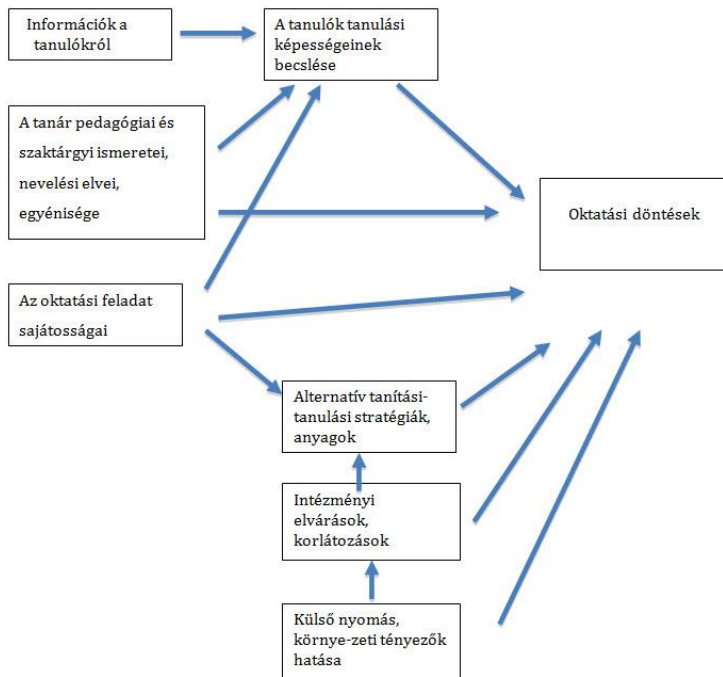 Információk a
tanulókról
A tanulók tanulási
képességeinek
becslése
A tanár pedagógiai és
szaktárgyi ismeretei,
nevelési elvei,
egyénisége
Oktatási döntések
Az oktatási feladat
sajátosságai
Alternatív tanítási-
tanulási stratégiák,
anyagok
Intézményi
elvárások,
korlátozások
Külső nyomás,
környe-zeti tényezők
hatása